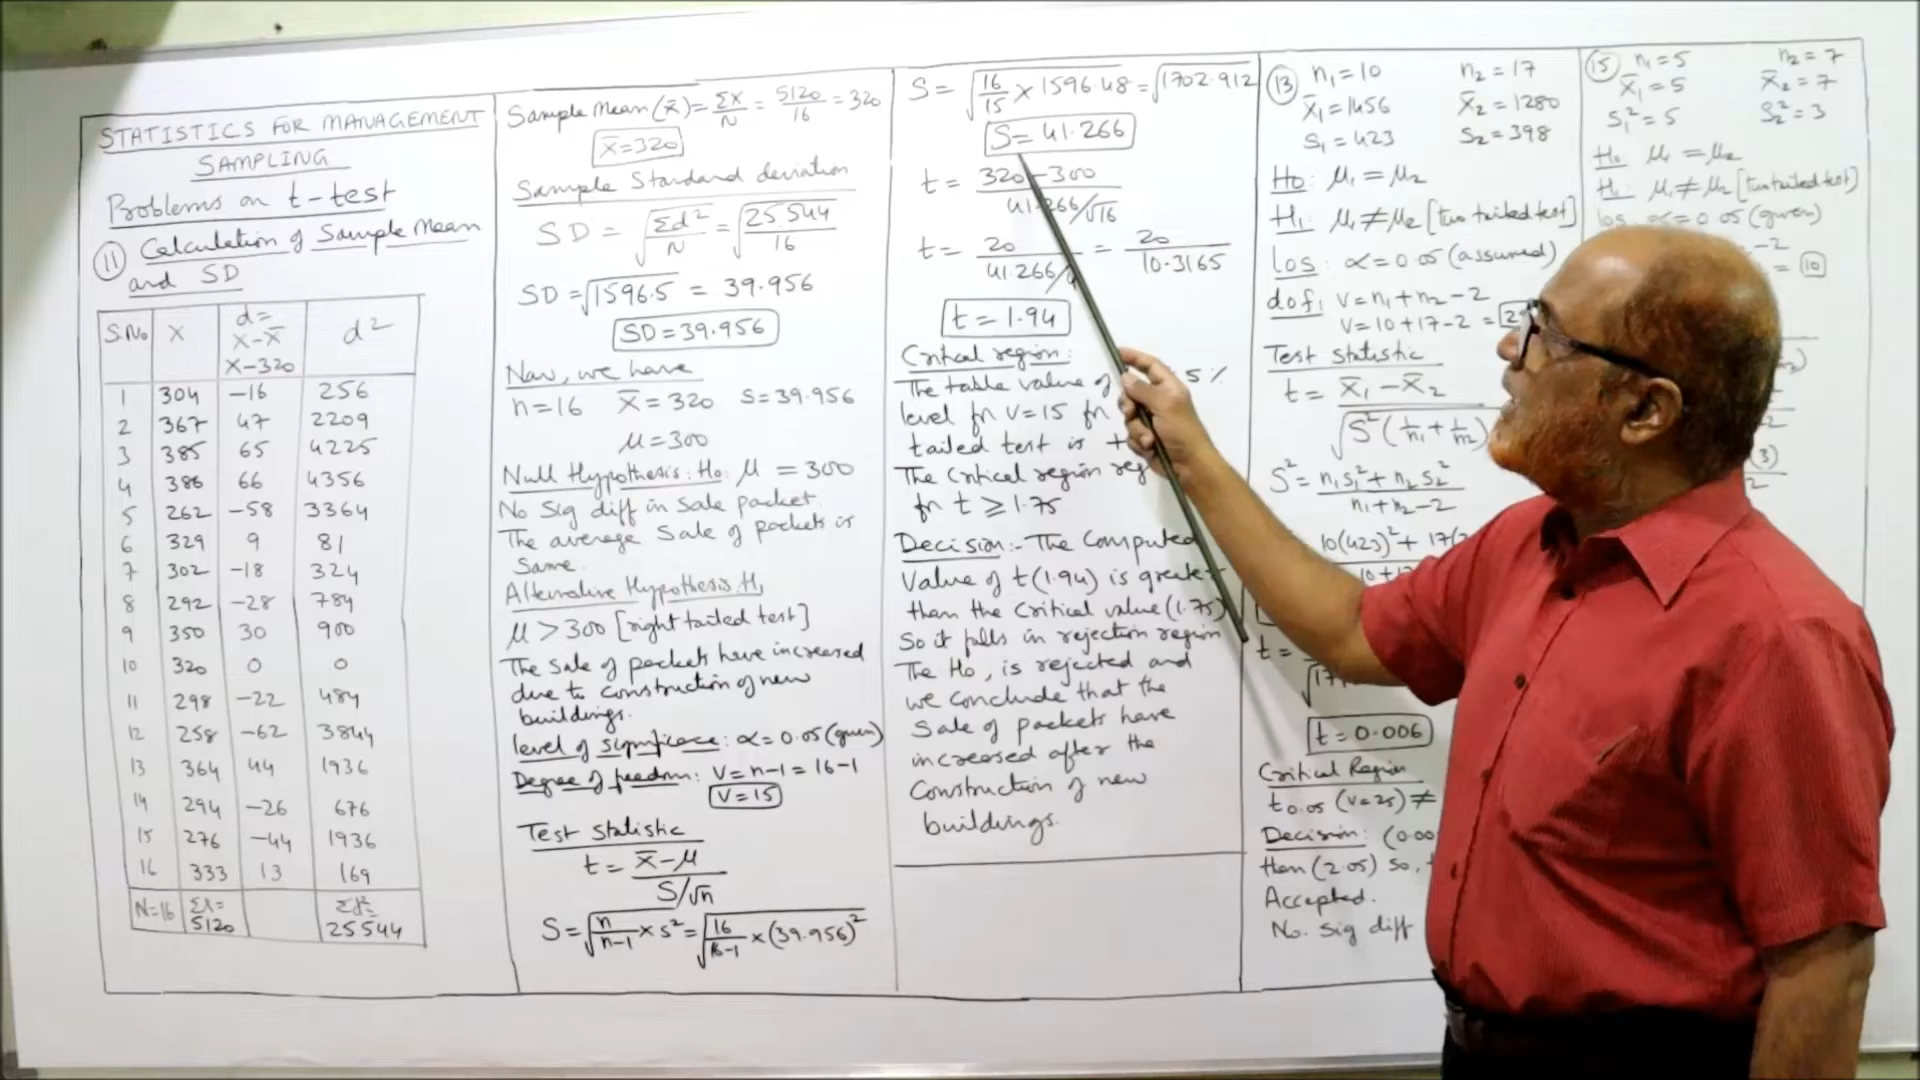 STATISTICS FOR MANAGEMENT
SAMPLING
Problems on t-test
(11) Calculation of Sample Mean
and SD
S.No X d= X-X̄ X-320 d²
1 304 -16 256
2 367 47 2209
3 385 65 4225
4 386 66 4356
5 262 -58 3364
6 329 9 81
7 302 -18 324
8 292 -28 784
9 350 30 900
10 320 0 0
11 298 -22 484
12 258 -62 3844
13 364 44 1936
14 294 -26 676
15 276 -44 1936
16 333 13 169
N=16 ΣX= 5120 Σd²= 25544
Sample Mean (x̄) = ΣX/N = 5120/16 = 320
x̄=320
Sample Standard deviation
SD = √(Σd²/N) = √(25544/16)
SD = √1596.5 = 39.956
SD=39.956
Now, we have
n=16 x̄=320 s=39.956
μ=300
Null Hypothesis: H₀: μ = 300
No Sig diff in Sale packet.
The average Sale of packets is
Same.
Alternative Hypothesis: H₁
μ > 300 [right tailed test]
The Sale of packets have increased
due to construction of new
buildings.
level of significance: α=0.05 (given)
Degree of freedom: V=n-1=16-1
V=15
Test Statistic
t = (x̄-μ)/(S/√n)
S = √(n/(n-1) × s²) = √(16/(16-1) × (39.956)²)
S = √(16/15 × 1596.48) = √1702.912
S=41.266
t = (320-300)/(41.266/√16)
t = 20/(41.266/ = 20/10.3165
t = 1.94
Critical region:
The table value of 5%
level for V=15 for
tailed test is +
The Critical region
for t ≥ 1.75
Decision:- The Computed
Value of t (1.94) is greater
than the Critical value (1.75)
So it falls in rejection region
The H₀, is rejected and
we conclude that the
Sale of packets have
increased after the
Construction of new
buildings.
(13) n₁=10 n₂=17
x̄₁=1456 x̄₂=1280
S₁=423 S₂=398
H₀: μ₁=μ₂
H₁: μ₁≠μ₂ [two tailed test]
los: α=0.05 (assumed)
dof: V=n₁+n₂-2
V=10+17-2 =
Test Statistic
t = (x̄₁-x̄₂)/√(S²(1/n₁+1/n₂)
S² = (n₁s₁²+n₂s₂²)/(n₁+n₂-2)
10(423)²+17(
t =
t=0.006
Critical Region
t0.05 (V=25) ≠
Decision: (0.00
than (2.05) So,
Accepted.
No. Sig diff
(15) n₁=5 n₂=7
x̄₁=5 x̄₂=7
S₁²=5 S₂²=3
H₀ μ₁=μ₂
H₁ μ₁≠μ₂ [two tailed test]
los: α=0.05 (given)
-2
= 10
(3)
2